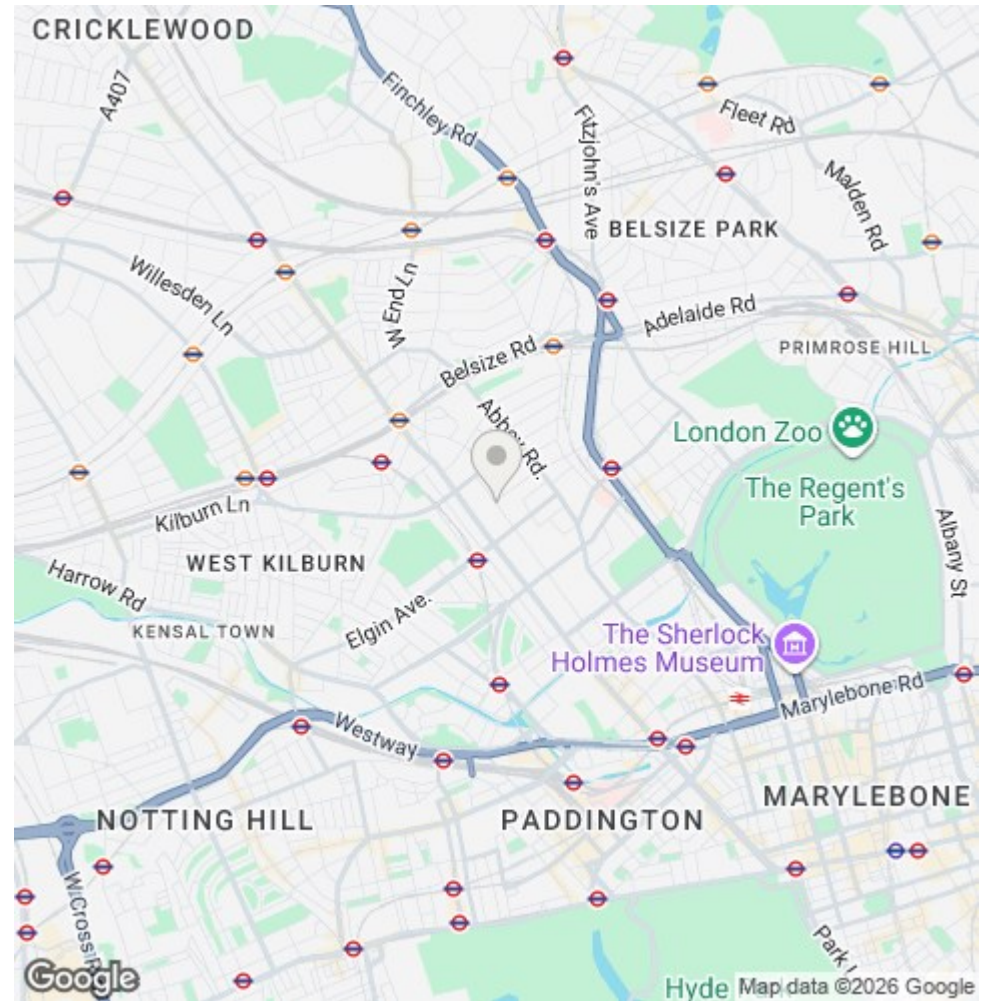 CRICKLEWOOD
A407
Finchley Rd
Fitzjohn's Ave
Fleet Rd
Malden Rd
BELSIZE PARK
Willesden Ln
W End Ln
Adelaide Rd
Belsize Rd
PRIMROSE HILL
Abbey Rd.
London Zoo
The Regent's
Park
Kilburn Ln
Albany St
WEST KILBURN
Harrow Rd
Elgin Ave.
KENSAL TOWN
The Sherlock
Holmes Museum
Marylebone Rd
Westway
MARYLEBONE
NOTTING HILL
PADDINGTON
W Cross R
Park L
Google
Hyde
Map data ©2026 Google